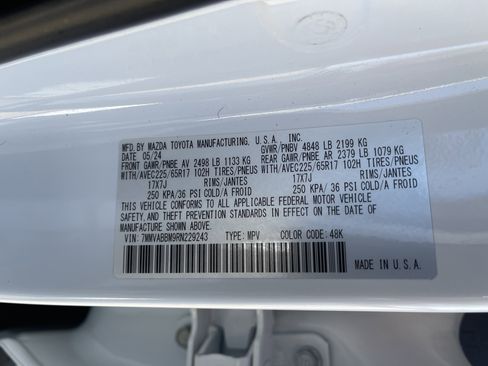 MFD. BY MAZDA TOYOTA MANUFACTURING, U.S.A., INC.
DATE: 05/24 GVWR/PNBV 4848 LB 2199 KG
FRONT GAWR/PNBE AV 2498 LB 1133 KG REAR GAWR/PNBE AR 2379 LB 1079 KG
WITH/AVEC225/65R17 102H TIRES/PNEUS WITH/AVEC225/65R17 102H TIRES/PNEUS
17X7J RIMS/JANTES 17X7J RIMS/JANTES
250 KPA/36 PSI COLD/A FROID 250 KPA/36 PSI COLD/A FROID
THIS VEHICLE CONFORMS TO ALL APPLICABLE FEDERAL MOTOR VEHICLE
SAFETY, AND THEFT PREVENTION STANDARDS IN EFFECT ON THE DATE OF
MANUFACTURE SHOWN ABOVE.
VIN: 7MMVABBM9RN229243 TYPE: MPV COLOR CODE: 48K
MADE IN U.S.A.